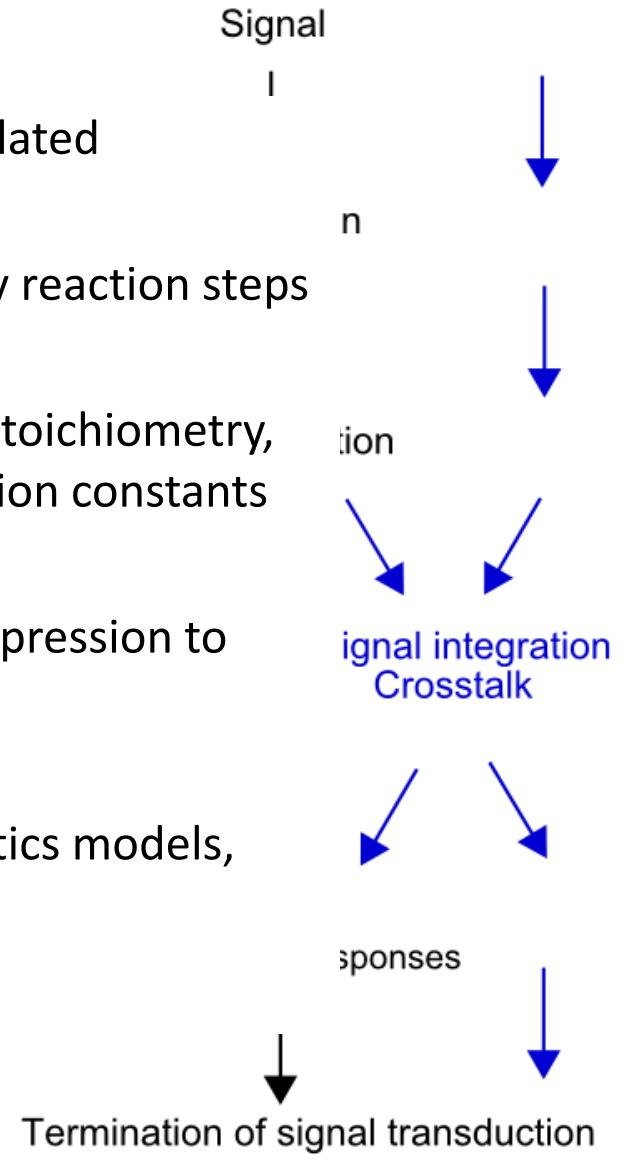 Signal
lated
n
y reaction steps
toichiometry,
tion
ion constants
pression to
ignal integration
Crosstalk
tics models,
sponses
Termination of signal transduction